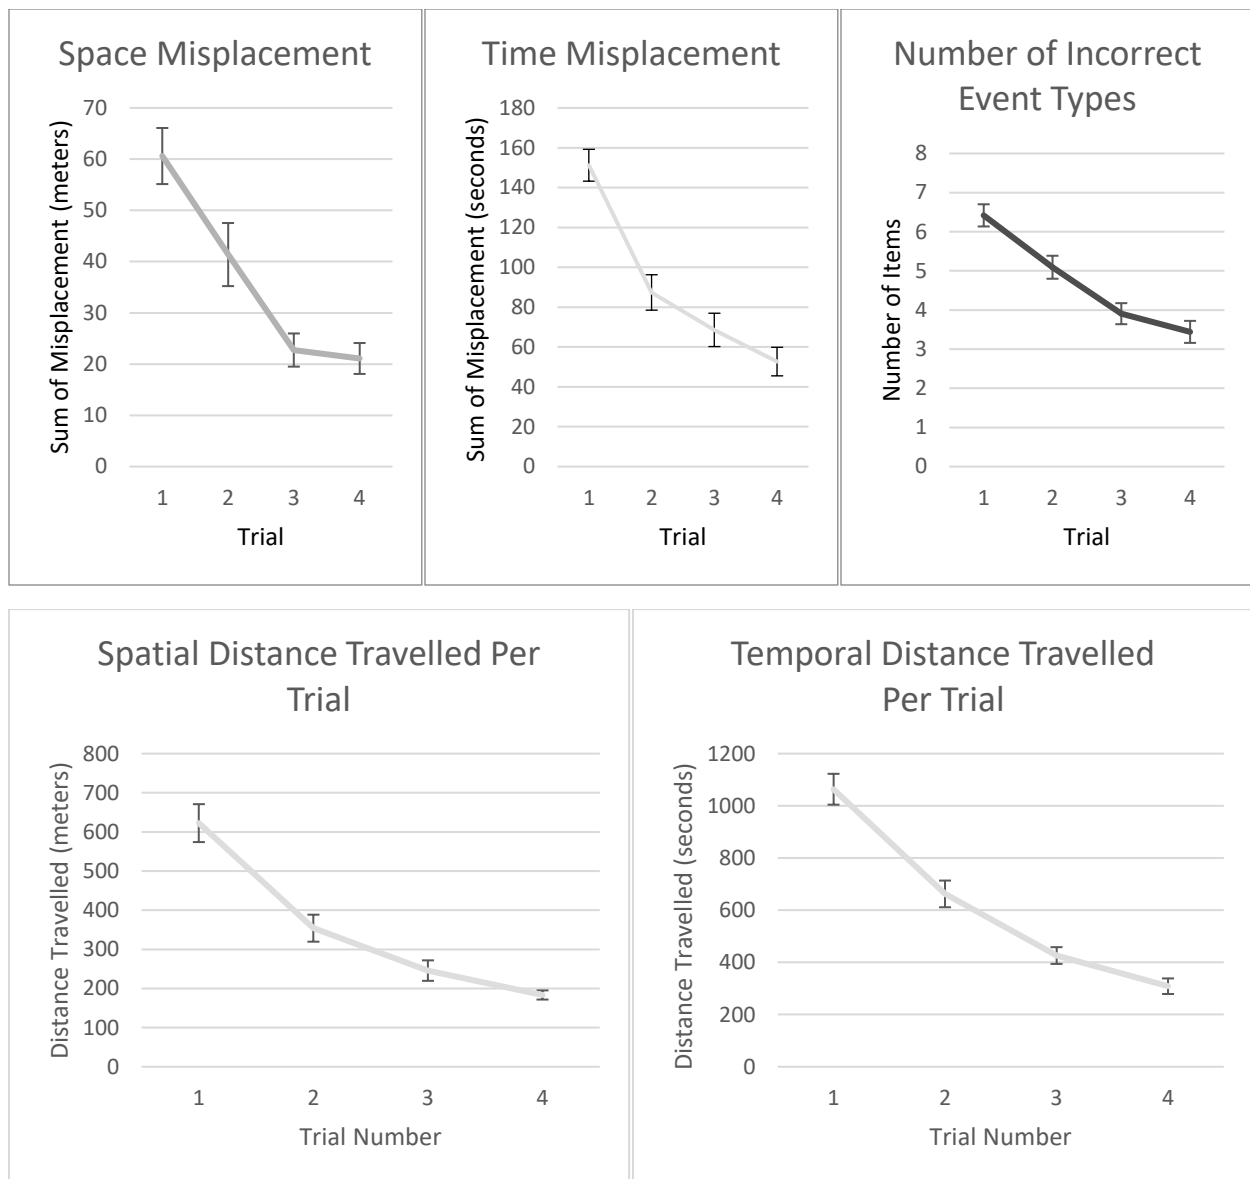 Space Misplacement
Sum of Misplacement (meters)
70
60
50
40
30
20
10
0
1 2 3 4
Trial
Time Misplacement
Sum of Misplacement (seconds)
180
160
140
120
100
80
60
40
20
0
1 2 3 4
Trial
Number of Incorrect
Event Types
Number of Items
8
7
6
5
4
3
2
1
0
1 2 3 4
Trial
Spatial Distance Travelled Per
Trial
Distance Travelled (meters)
800
700
600
500
400
300
200
100
0
1 2 3 4
Trial Number
Temporal Distance Travelled
Per Trial
Distance Travelled (seconds)
1200
1000
800
600
400
200
0
1 2 3 4
Trial Number